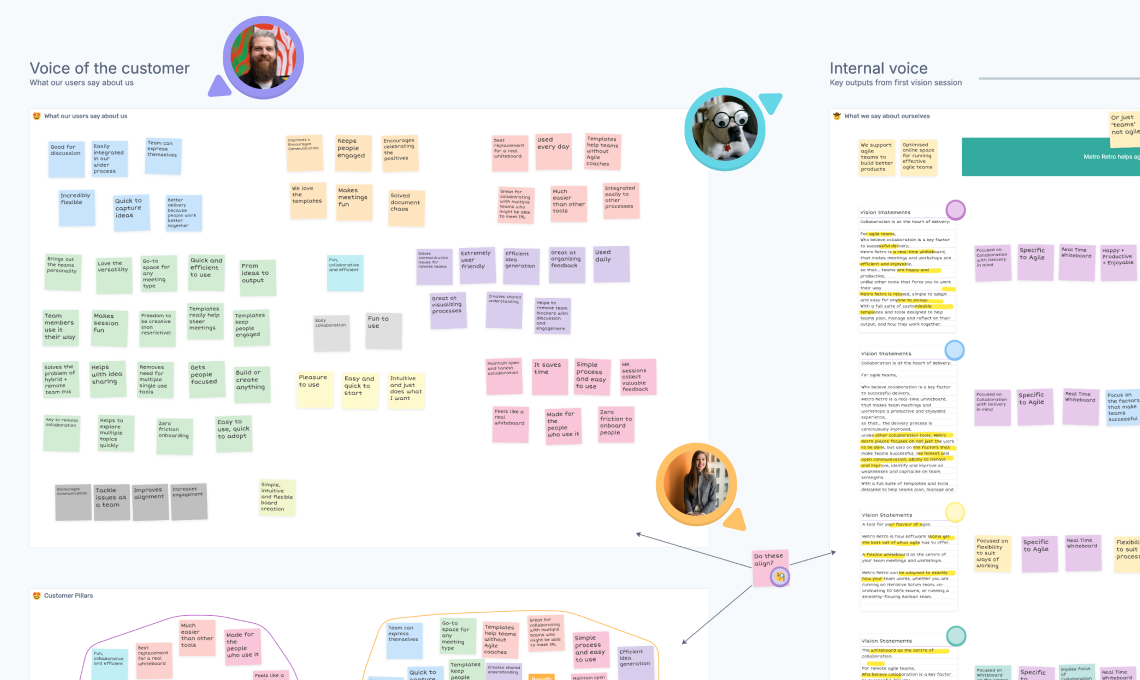 Voice of the customer
What our users say about us
What our users say about us
Good for
discussion
Easily
integrated
in our
wider
process
Team can
express
themselves
Improves &
Encourages
Communication
Keeps
people
engaged
Encourages
celebrating
the
positives
Best
replacement
for a real
whiteboard
Used
every day
Templates
help teams
without
Agile
coaches
Incredibly
flexible
Quick to
capture
ideas
Better
delivery
because
people work
better
together
We love
the
templates
Makes
meetings
fun
Solved
document
chaos
Great for
collaborating
with multiple
teams who
might be able
to meet IRL
Much
easier
than other
tools
Integrated
easily to
other
processes
Brings out
the teams
personality
Love the
versatility
Go-to
space for
any
meeting
type
Quick and
efficient
to use
From
ideas to
output
Fun,
collaborative
and efficient
Solves
communication
issues for
remote teams
Extremely
user
friendly
Efficient
idea
generation
Great at
organizing
feedback
Used
daily
Team
members
use it
their way
Makes
session
fun
Freedom to
be creative
(non
restrictive)
Templates
really help
steer
meetings
Templates
keep
people
engaged
Easy
collaboration
Fun to
use
Great at
visualizing
processes
Creates shared
understanding
Helps to
remove team
blockers with
discussion
and
engagement
Solves the
problem of
hybrid +
remote
team mix
Helps
with idea
sharing
Removes
need for
multiple
single use
tools
Gets
people
focused
Build or
create
anything
Pleasure
to use
Easy and
quick to
start
Intuitive
and just
does what
I want
Maintain open
and honest
collaboration
It saves
time
Simple
process
and easy
to use
HR
sessions
collect
valuable
feedback
Key to remote
collaboration
Helps to
explore
multiple
topics
quickly
Zero
friction
onboarding
Easy to
use, quick
to adopt
Feels like a
real
whiteboard
Made for
the
people
who use it
Zero
friction to
onboard
people
Encourages
communication
Tackle
issues as
a team
Improves
alignment
Increases
engagement
Simple,
intuitive
and flexible
board
creation
Do these
align?
Customer Pillars
Fun,
collaborative
and efficient
Best
replacement
for a real
whiteboard
Much
easier
than other
tools
Made for
the
people
who use it
Feels like a
Team can
express
themselves
Go-to
space for
any
meeting
type
Templates
help teams
without
Agile
coaches
Great for
collaborating
with multiple
teams who
might be able
to meet IRL
Simple
process
and easy
to use
Efficient
idea
generation
Quick to
capture
Templates
keep
people
Creates shared
understanding
Maintain open
Internal voice
Key outputs from first vision session
What we say about ourselves
Or just
'teams'
not agile
We support
agile
teams to
build better
products
Optimised
online space
for running
effective
agile teams
Metro Retro helps ag
Vision Statements
Collaboration is at the heart of delivery.
For agile teams,
Who believe collaboration is a key factor
to successful delivery,
Metro Retro is a real-time whiteboard,
that makes meetings and workshops are
efficient and enjoyable,
so that... teams are happy and
productive,
unlike other tools that force you to work
their way
Metro Retro is relaxed, simple to adapt
and easy for anyone to pickup.
With a full suite of customisable
templates and tools designed to help
teams plan, manage and reflect on their
output, and how they work together.
Focused on
Collaboration
with Delivery
in mind
Specific
to Agile
Real Time
Whiteboard
Happy +
Productive
+ Enjoyable
Vision Statements
Collaboration is at the heart of delivery.
For agile teams,
Who believe collaboration is a key factor
to successful delivery,
Metro Retro is a real-time whiteboard,
that makes team meetings and
workshops a productive and enjoyable
experience,
so that... The delivery process is
continuously improved,
unlike other collaboration tools, Metro
Retro places focuses on not just the work
to be done, but also on the factors that
make teams successful, like honest and
open communication, ability to iterate
and improve, identify and improve on
weaknesses and capitalise on team
strengths.
With a full suite of templates and tools
designed to help teams plan, manage and
Focused on
Collaboration
with Delivery
in mind
Specific
to Agile
Real Time
Whiteboard
Focus on
the factors
that make
teams
successful
Vision Statements
A tool for your flavour of agile.
Metro Retro is how software teams get
the best out of what agile has to offer.
A flexible whiteboard as the centre of
your team meetings and workshops.
Metro Retro can be adapted to exactly
how your team works, whether you are
running an iterative Scrum team, co-
ordinating 50 SAFe teams, or running a
smoothly-flowing Kanban team.
Focused on
flexibility
to suit
ways of
working
Specific
to Agile
Real Time
Whiteboard
Flexibili
to suit
process
Vision Statements
The whiteboard as the centre of
collaboration.
For remote agile teams,
Who believe collaboration is a key factor
Focused on
Whiteboard
Specific
to
collaboration
Real Time